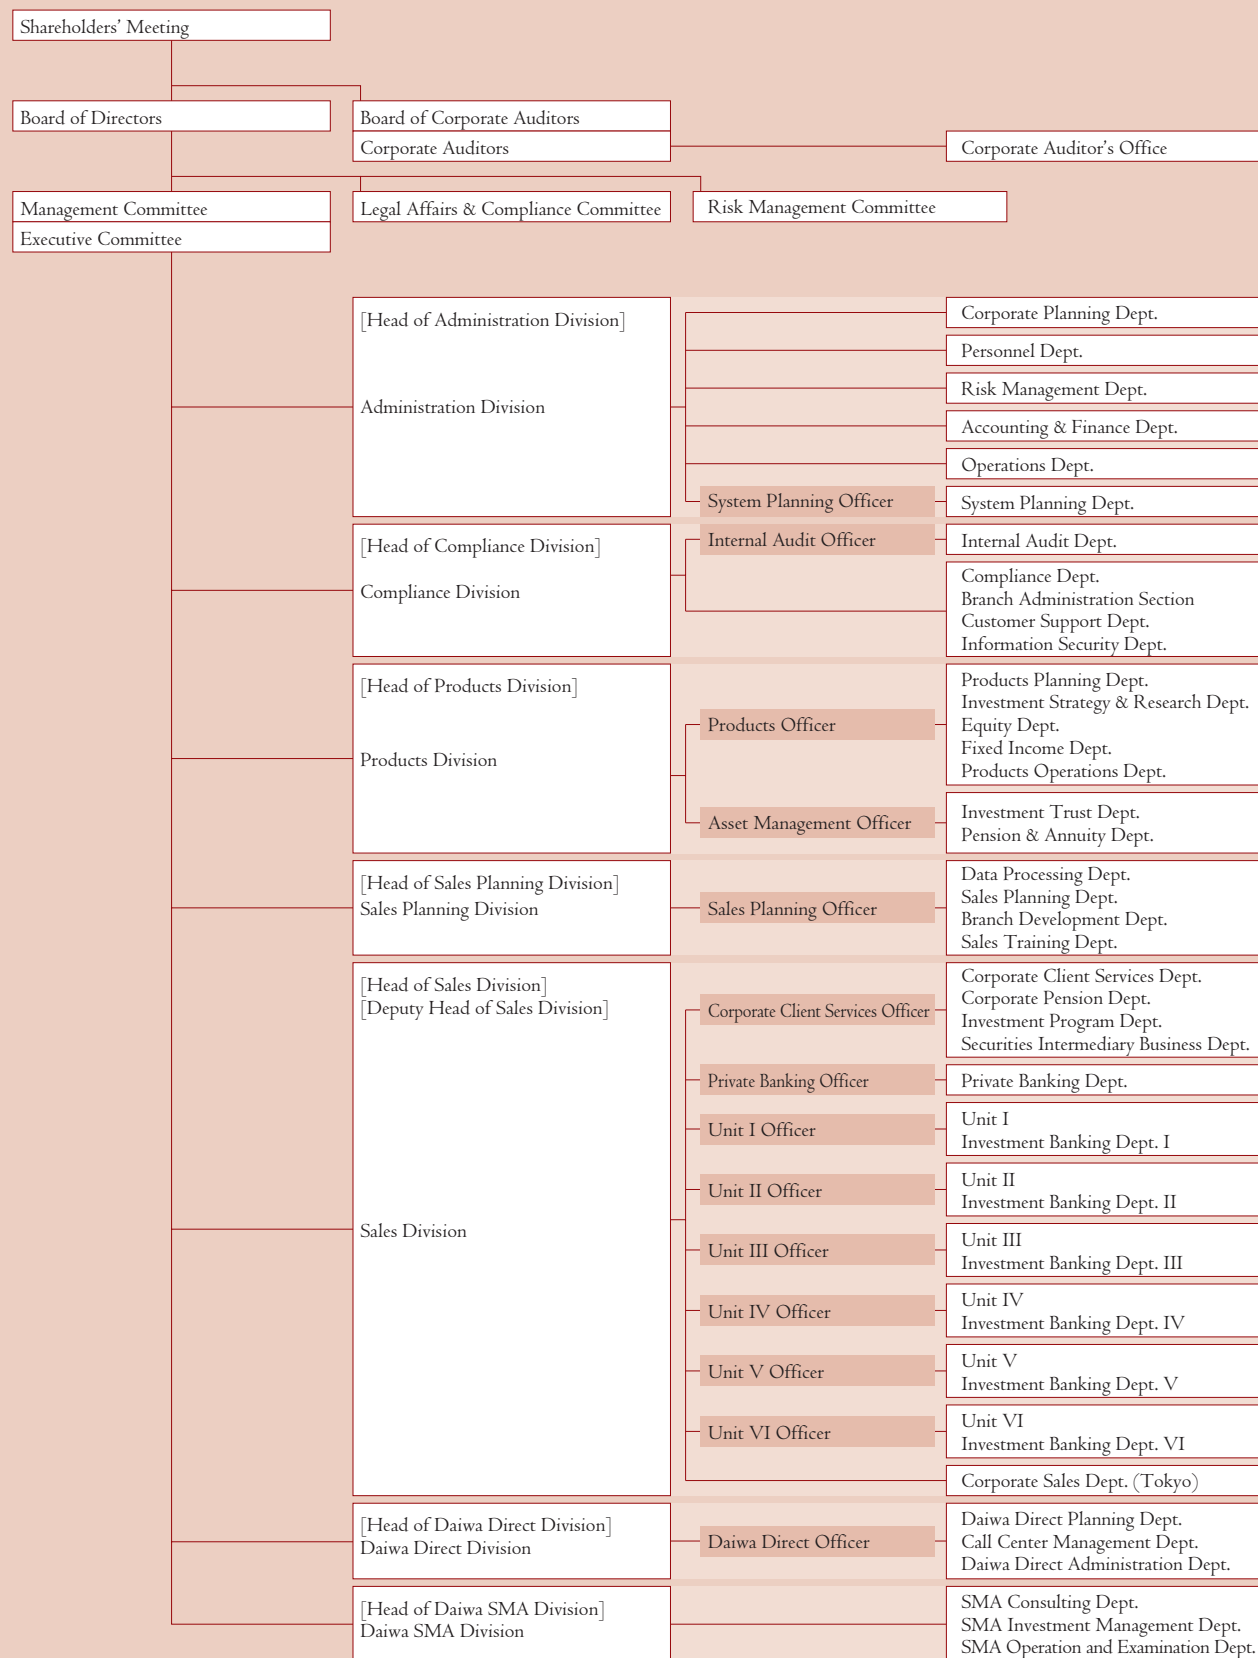 Shareholders' Meeting
Board of Directors
Board of Corporate Auditors
Corporate Auditors
Corporate Auditor's Office
Management Committee
Executive Committee
Legal Affairs & Compliance Committee
Risk Management Committee
[Head of Administration Division]
Administration Division
Corporate Planning Dept.
Personnel Dept.
Risk Management Dept.
Accounting & Finance Dept.
Operations Dept.
System Planning Officer
System Planning Dept.
[Head of Compliance Division]
Compliance Division
Internal Audit Officer
Internal Audit Dept.
Compliance Dept.
Branch Administration Section
Customer Support Dept.
Information Security Dept.
[Head of Products Division]
Products Division
Products Officer
Products Planning Dept.
Investment Strategy & Research Dept.
Equity Dept.
Fixed Income Dept.
Products Operations Dept.
Asset Management Officer
Investment Trust Dept.
Pension & Annuity Dept.
[Head of Sales Planning Division]
Sales Planning Division
Sales Planning Officer
Data Processing Dept.
Sales Planning Dept.
Branch Development Dept.
Sales Training Dept.
[Head of Sales Division]
[Deputy Head of Sales Division]
Sales Division
Corporate Client Services Officer
Corporate Client Services Dept.
Corporate Pension Dept.
Investment Program Dept.
Securities Intermediary Business Dept.
Private Banking Officer
Private Banking Dept.
Unit I Officer
Unit I
Investment Banking Dept. I
Unit II Officer
Unit II
Investment Banking Dept. II
Unit III Officer
Unit III
Investment Banking Dept. III
Unit IV Officer
Unit IV
Investment Banking Dept. IV
Unit V Officer
Unit V
Investment Banking Dept. V
Unit VI Officer
Unit VI
Investment Banking Dept. VI
Corporate Sales Dept. (Tokyo)
[Head of Daiwa Direct Division]
Daiwa Direct Division
Daiwa Direct Officer
Daiwa Direct Planning Dept.
Call Center Management Dept.
Daiwa Direct Administration Dept.
[Head of Daiwa SMA Division]
Daiwa SMA Division
SMA Consulting Dept.
SMA Investment Management Dept.
SMA Operation and Examination Dept.